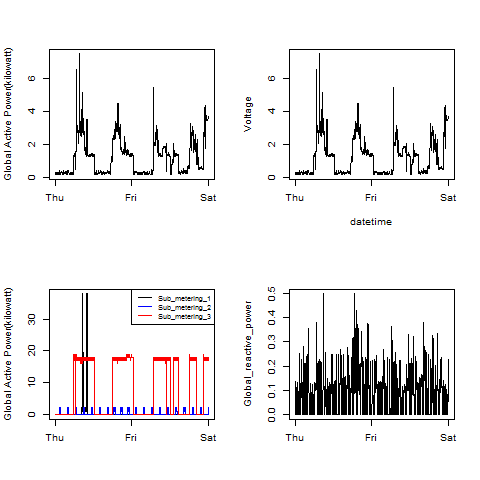 Global Active Power(kilowatt)
0 2 4 6
Thu Fri Sat
Voltage
0 2 4 6
Thu Fri Sat
datetime
Global Active Power(kilowatt)
0 10 20 30
Thu Fri Sat
Sub_metering_1
Sub_metering_2
Sub_metering_3
Global_reactive_power
0.0 0.1 0.2 0.3 0.4 0.5
Thu Fri Sat